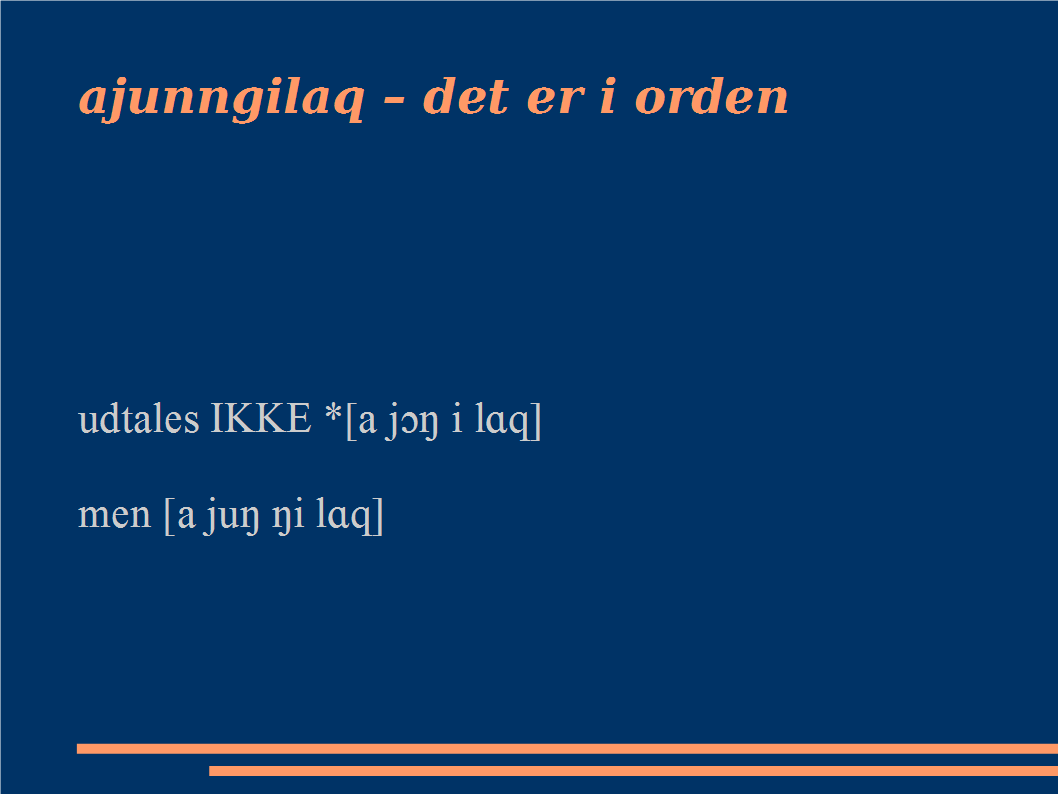 ajunngilaq – det er i orden
udtales IKKE *[a jɔŋ i lɑq]
men [a juŋ ŋi lɑq]